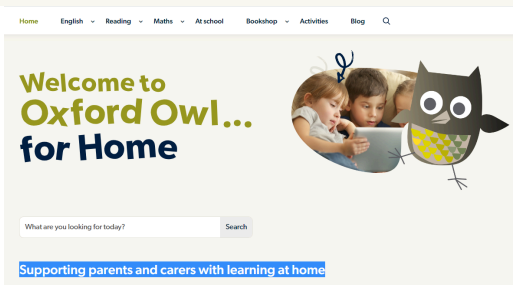 Home English Reading Maths At school Bookshop Activities Blog
Welcome to
Oxford Owl...
for Home
What are you looking for today? Search
Supporting parents and carers with learning at home